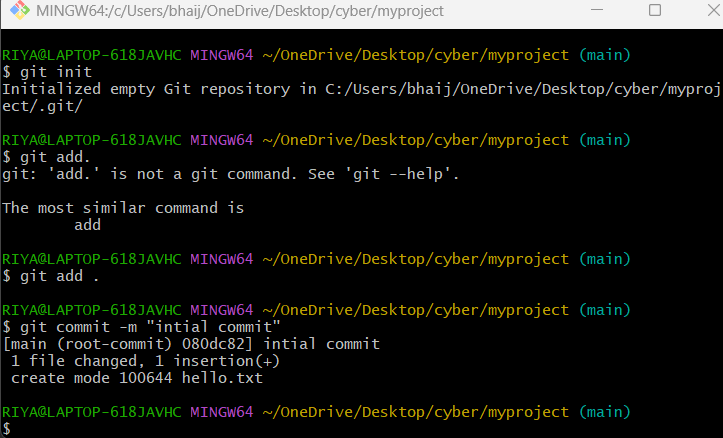 MINGW64:/c/Users/bhaij/OneDrive/Desktop/cyber/myproject
RIYA@LAPTOP-618JAVHC MINGW64 ~/OneDrive/Desktop/cyber/myproject (main)
$ git init
Initialized empty Git repository in C:/Users/bhaij/OneDrive/Desktop/cyber/myproj
ect/.git/
RIYA@LAPTOP-618JAVHC MINGW64 ~/OneDrive/Desktop/cyber/myproject (main)
$ git add.
git: 'add.' is not a git command. See 'git --help'.
The most similar command is
        add
RIYA@LAPTOP-618JAVHC MINGW64 ~/OneDrive/Desktop/cyber/myproject (main)
$ git add .
RIYA@LAPTOP-618JAVHC MINGW64 ~/OneDrive/Desktop/cyber/myproject (main)
$ git commit -m "intial commit"
[main (root-commit) 080dc82] intial commit
 1 file changed, 1 insertion(+)
 create mode 100644 hello.txt
RIYA@LAPTOP-618JAVHC MINGW64 ~/OneDrive/Desktop/cyber/myproject (main)
$